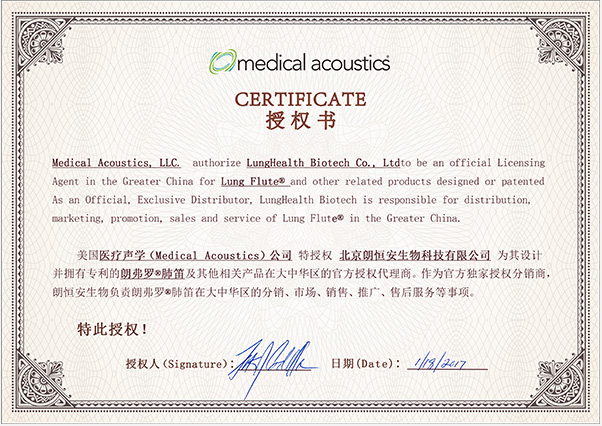 medical acoustics®
CERTIFICATE
授权书
Medical Acoustics, LLC. authorize LungHealth Biotech Co., Ltdto be an official Licensing
Agent in the Greater China for Lung Flute® and other related products designed or patented
As an Official, Exclusive Distributor, LungHealth Biotech is responsible for distribution,
marketing, promotion, sales and service of Lung Flute® in the Greater China.
美国医疗声学(Medical Acoustics)公司 特授权 北京朗恒安生物科技有限公司 为其设计
并拥有专利的朗弗罗®肺笛及其他相关产品在大中华区的官方授权代理商。作为官方独家授权分销商，
朗恒安生物负责朗弗罗®肺笛在大中华区的分销、市场、销售、推广、售后服务等事项。
特此授权！
授权人(Signature): 日期(Date): 1/18/2017